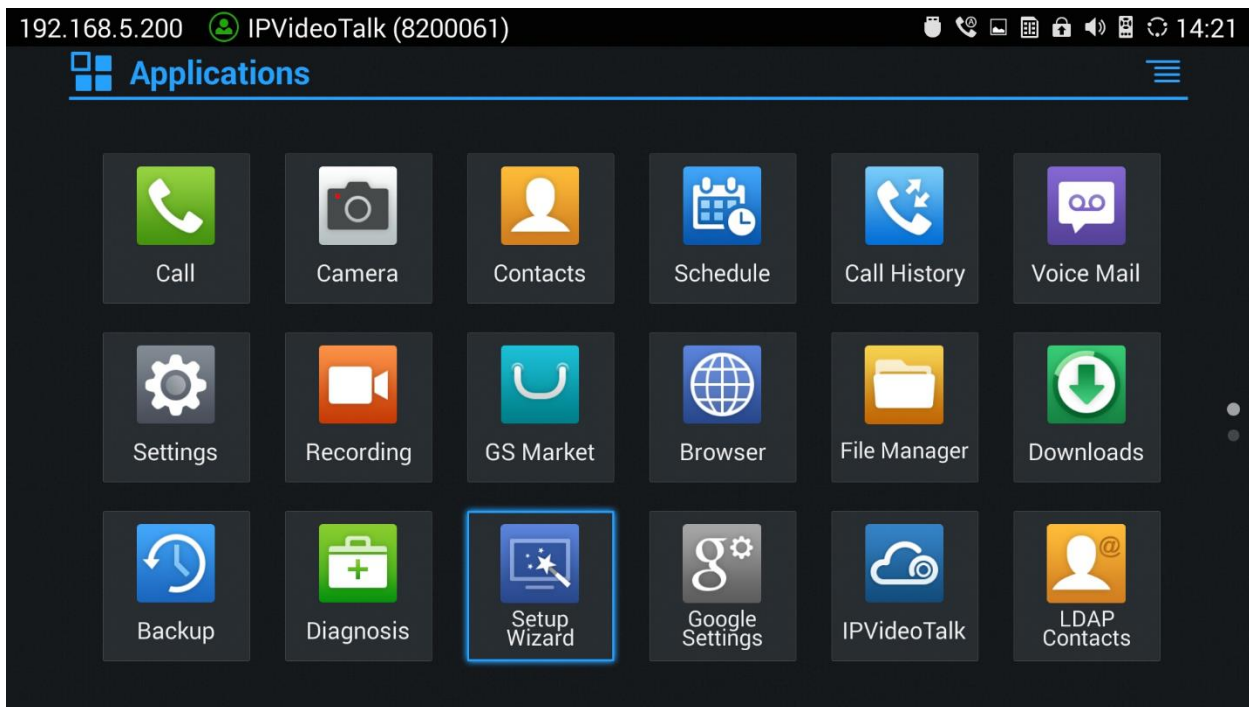 192.168.5.200 IPVideoTalk (8200061) 14:21
Applications
Call Camera Contacts Schedule Call History Voice Mail
Settings Recording GS Market Browser File Manager Downloads
Backup Diagnosis Setup Wizard Google Settings IPVideoTalk LDAP Contacts